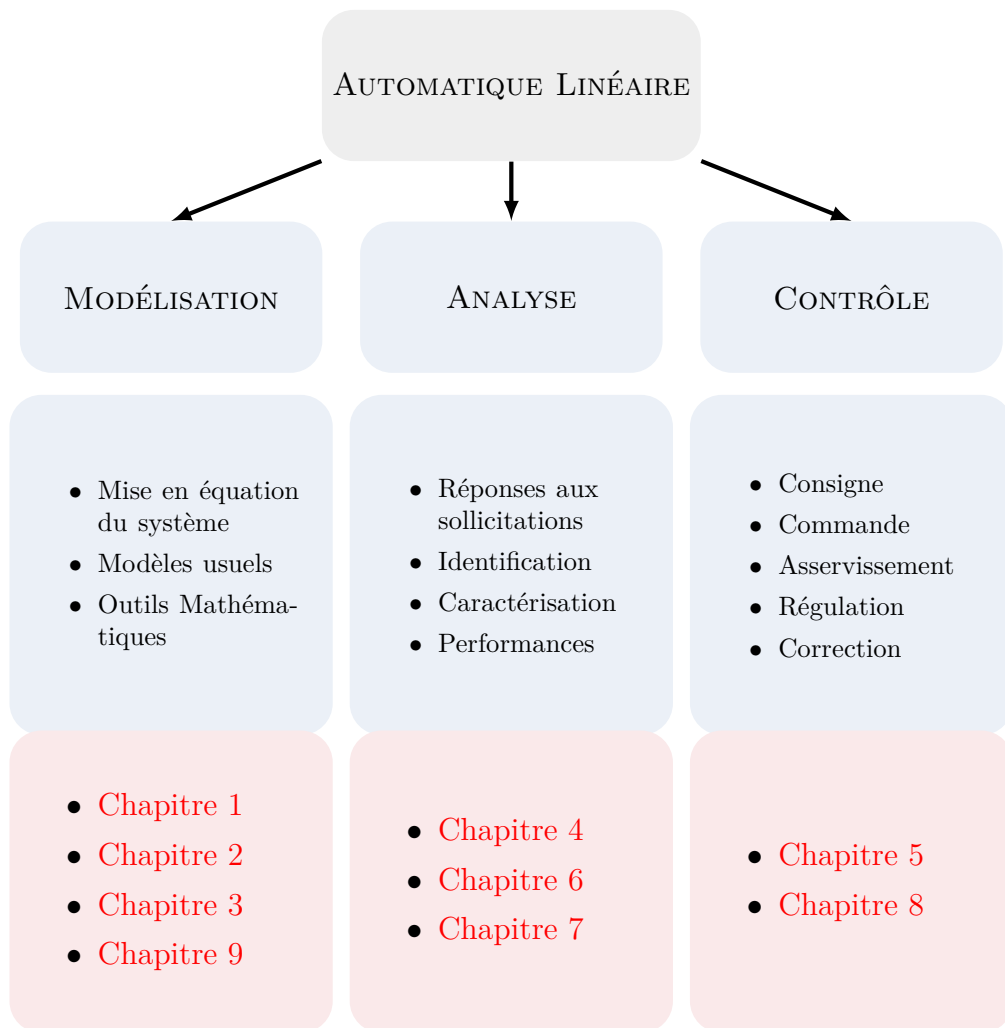 Automatique Linéaire
Modélisation
Analyse
Contrôle
• Mise en équation
du système
• Modèles usuels
• Outils Mathéma-
tiques
• Réponses aux
sollicitations
• Identification
• Caractérisation
• Performances
• Consigne
• Commande
• Asservissement
• Régulation
• Correction
• Chapitre 1
• Chapitre 2
• Chapitre 3
• Chapitre 9
• Chapitre 4
• Chapitre 6
• Chapitre 7
• Chapitre 5
• Chapitre 8